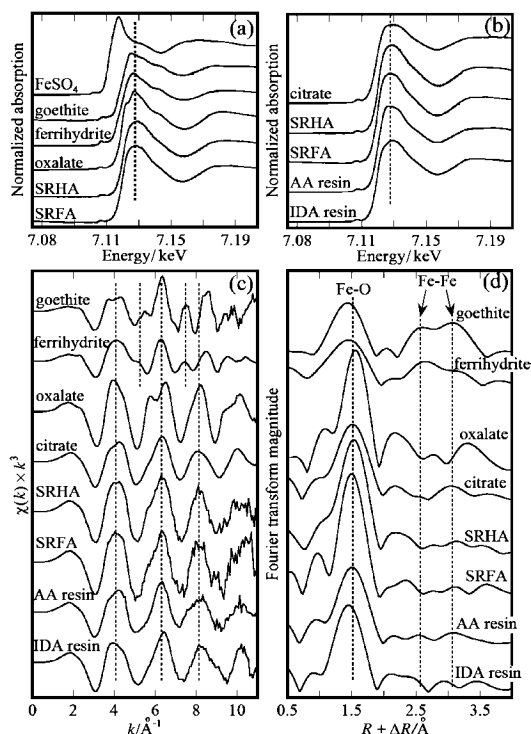 (a)
Normalized absorption
FeSO4
goethite
ferrihydrite
oxalate
SRHA
SRFA
7.08 7.11 7.15 7.19
Energy/ keV
(b)
Normalized absorption
citrate
SRHA
SRFA
AA resin
IDA resin
7.08 7.11 7.15 7.19
Energy/ keV
(c)
χ(k) × k³
goethite
ferrihydrite
oxalate
citrate
SRHA
SRFA
AA resin
IDA resin
0 2 4 6 8 10
k/Å⁻¹
(d)
Fe-O Fe-Fe
Fourier transform magnitude
goethite
ferrihydrite
oxalate
citrate
SRHA
SRFA
AA resin
IDA resin
0.5 1.5 2.5 3.5
R + ΔR/Å